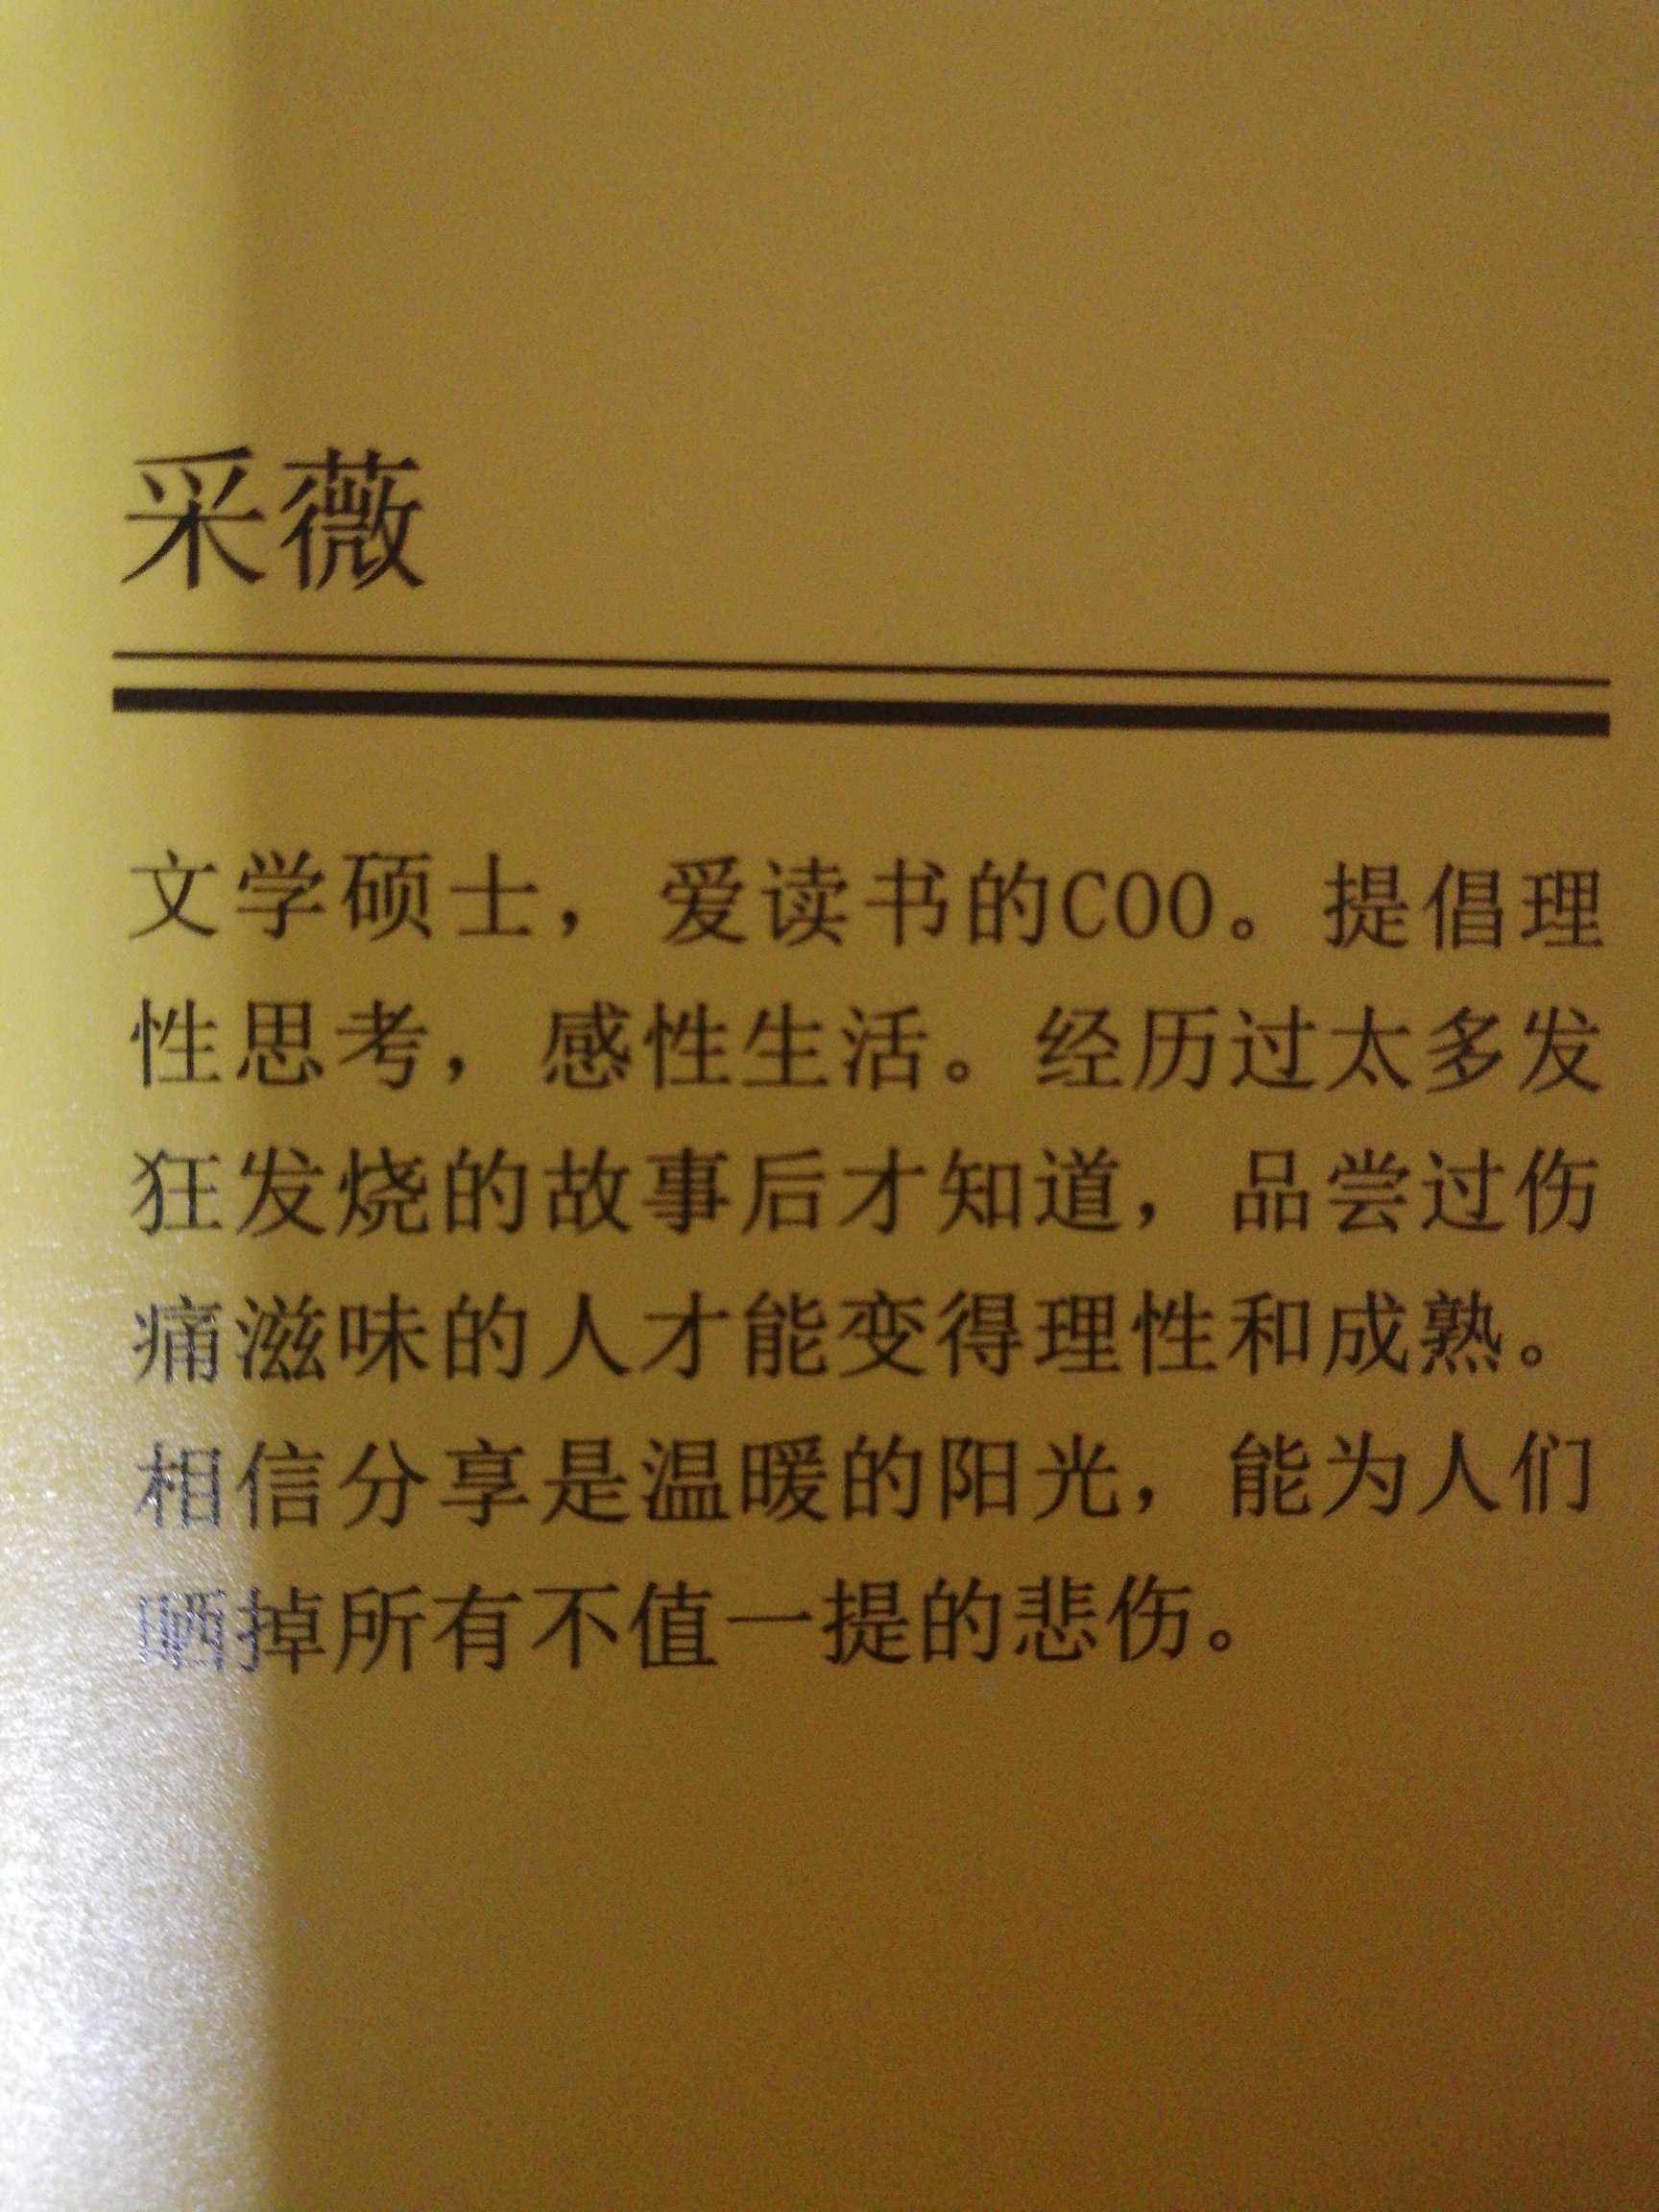 采薇
文学硕士，爱读书的COO。提倡理
性思考，感性生活。经历过太多发
狂发烧的故事后才知道，品尝过伤
痛滋味的人才能变得理性和成熟。
相信分享是温暖的阳光，能为人们
晒掉所有不值一提的悲伤。